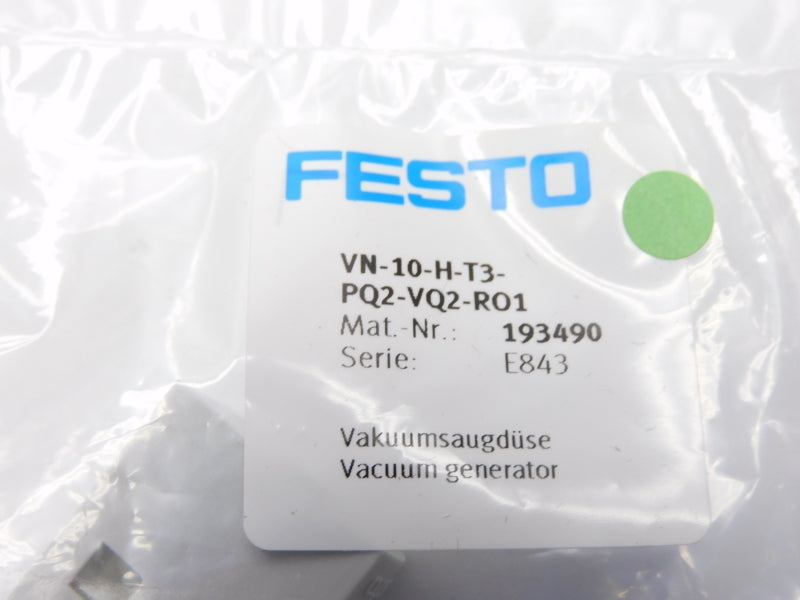 FESTO
VN-10-H-T3-
PQ2-VQ2-RO1
Mat.-Nr.: 193490
Serie: E843
Vakuumsaugdüse
Vacuum generator